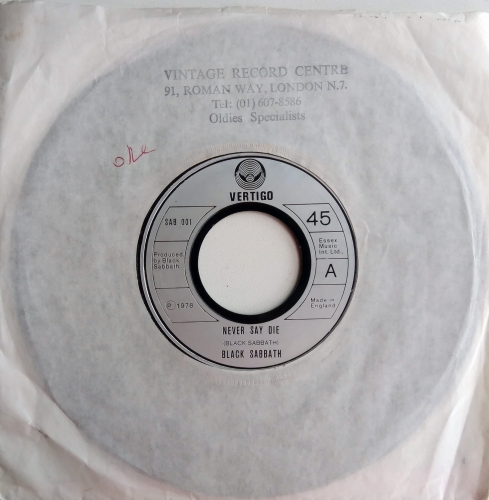 VINTAGE RECORD CENTRE
91, ROMAN WAY, LONDON N.7.
Tel: (01) 607-8586
Oldies Specialists
VERTIGO
SAB 001
45
Produced
by Black
Sabbath
Essex
Music
Int. Ltd.,
A
℗ 1978
Made in
England
NEVER SAY DIE
(BLACK SABBATH)
BLACK SABBATH